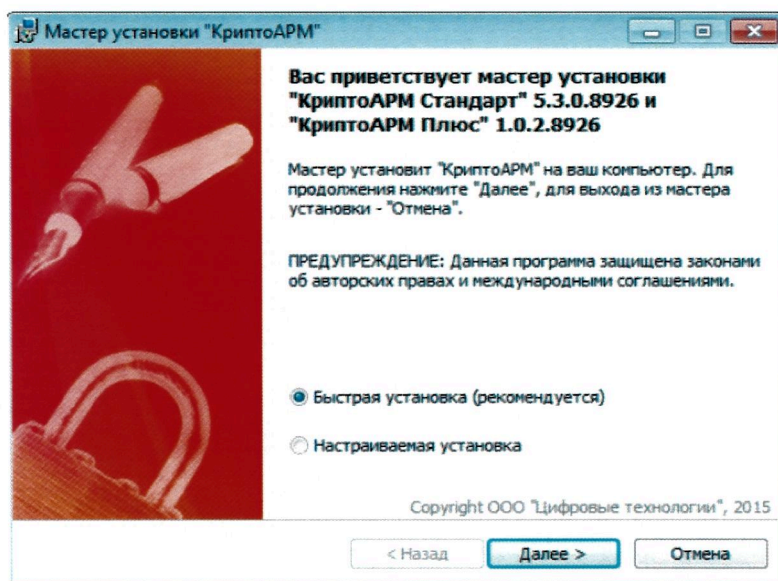 Мастер установки "КриптоАРМ"
Вас приветствует мастер установки
"КриптоАРМ Стандарт" 5.3.0.8926 и
"КриптоАРМ Плюс" 1.0.2.8926
Мастер установит "КриптоАРМ" на ваш компьютер. Для
продолжения нажмите "Далее", для выхода из мастера
установки - "Отмена".
ПРЕДУПРЕЖДЕНИЕ: Данная программа защищена законами
об авторских правах и международными соглашениями.
Быстрая установка (рекомендуется)
Настраиваемая установка
Copyright ООО "Цифровые технологии", 2015
< Назад
Далее >
Отмена